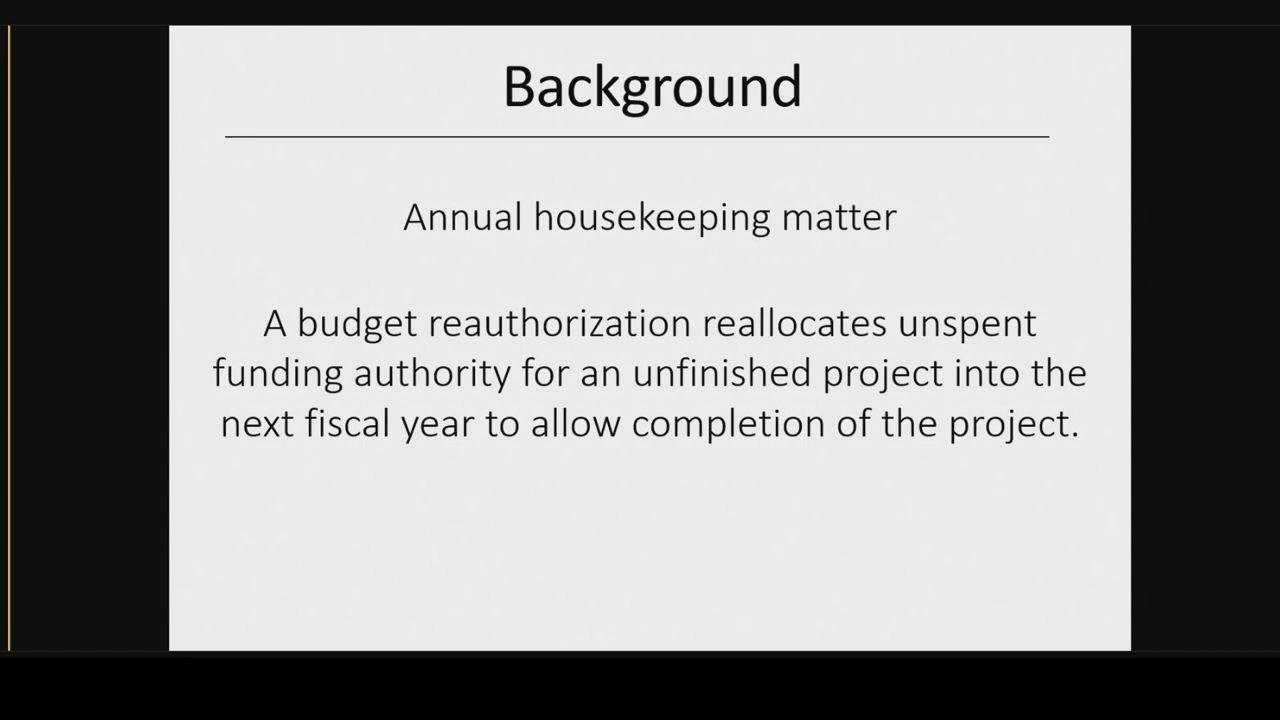 Background
Annual housekeeping matter
A budget reauthorization reallocates unspent
funding authority for an unfinished project into the
next fiscal year to allow completion of the project.